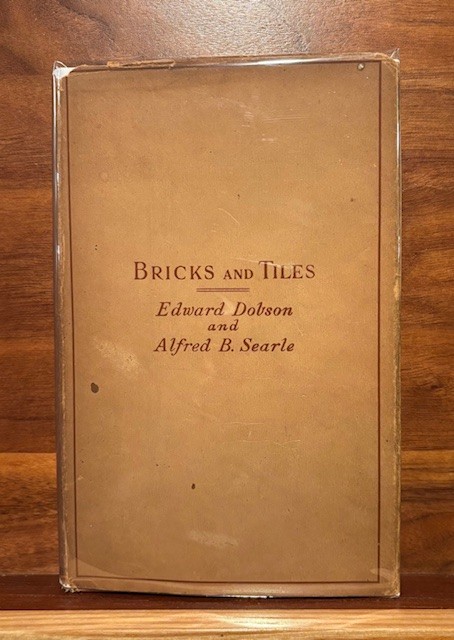 BRICKS AND TILES
Edward Dobson
and
Alfred B. Searle